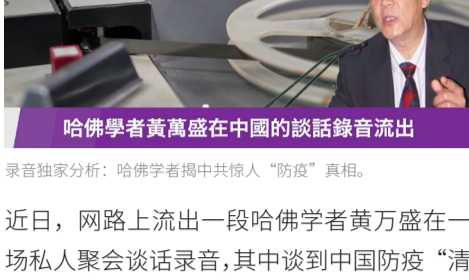 哈佛學者黃萬盛在中國的談話錄音流出
录音独家分析：哈佛学者揭中共惊人“防疫”真相。
近日，网路上流出一段哈佛学者黄万盛在一
场私人聚会谈话录音，其中谈到中国防疫“清